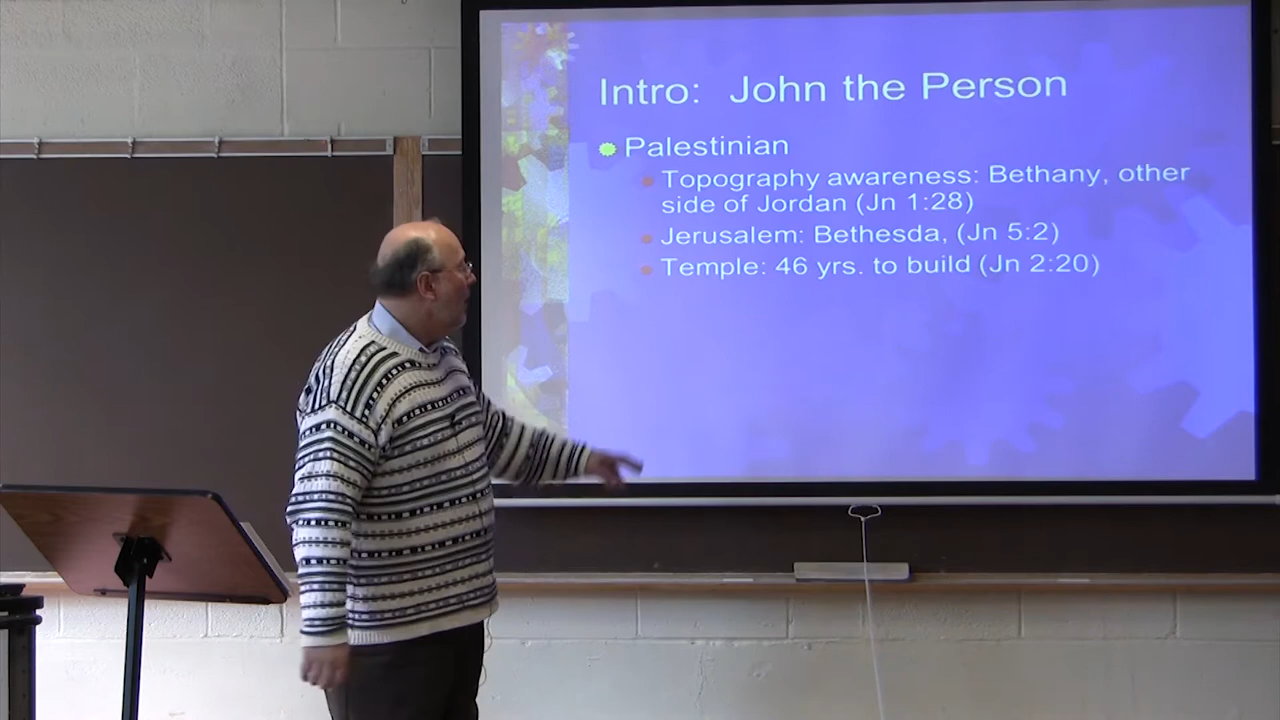 Intro: John the Person
Palestinian
Topography awareness: Bethany, other
side of Jordan (Jn 1:28)
Jerusalem: Bethesda, (Jn 5:2)
Temple: 46 yrs. to build (Jn 2:20)